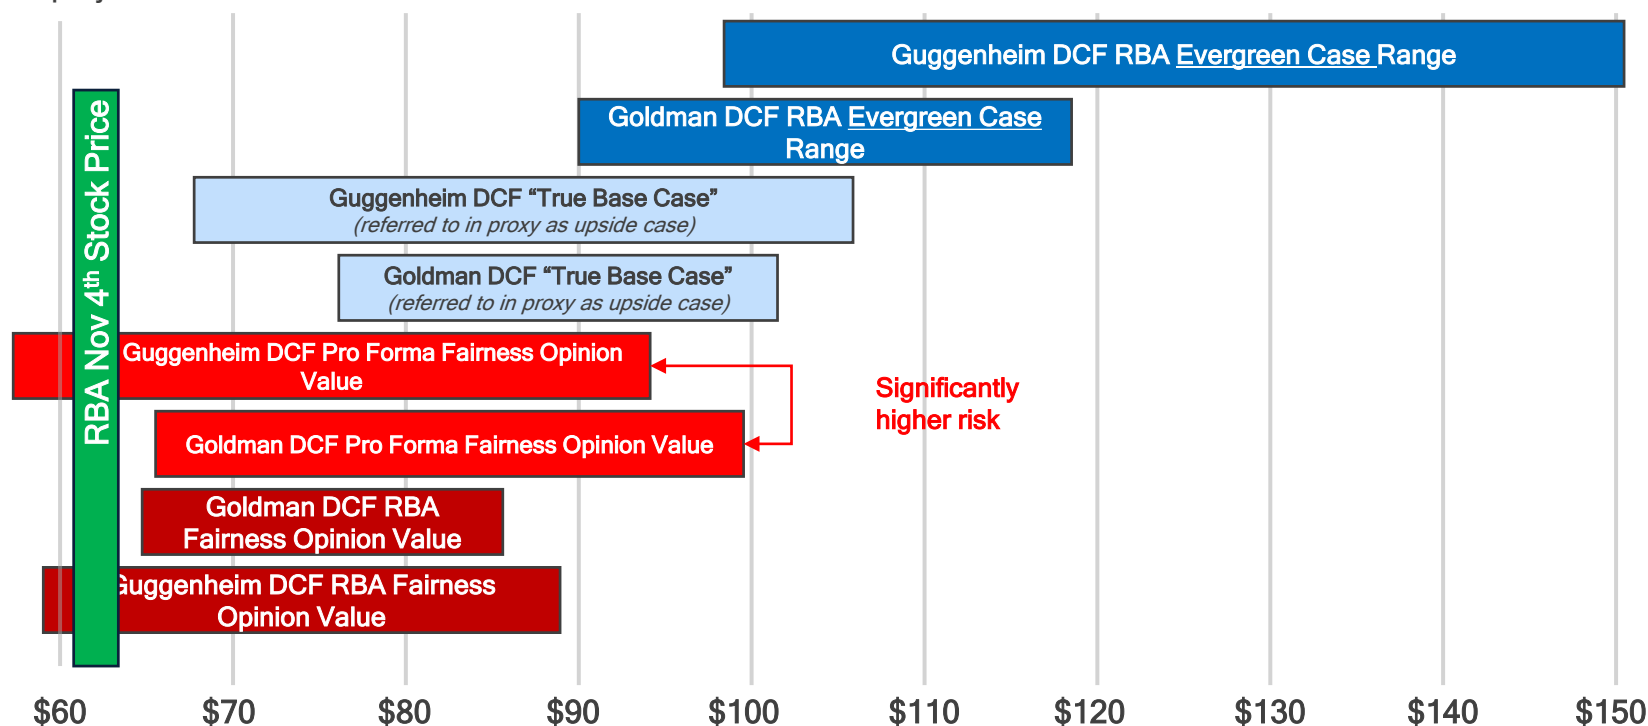 Guggenheim DCF RBA Evergreen Case Range
Goldman DCF RBA Evergreen Case
Range
RBA Nov 4th Stock Price
Guggenheim DCF “True Base Case”
(referred to in proxy as upside case)
Goldman DCF “True Base Case”
(referred to in proxy as upside case)
Guggenheim DCF Pro Forma Fairness Opinion
Value
Significantly
higher risk
Goldman DCF Pro Forma Fairness Opinion Value
Goldman DCF RBA
Fairness Opinion Value
Guggenheim DCF RBA Fairness
Opinion Value
$60 $70 $80 $90 $100 $110 $120 $130 $140 $150